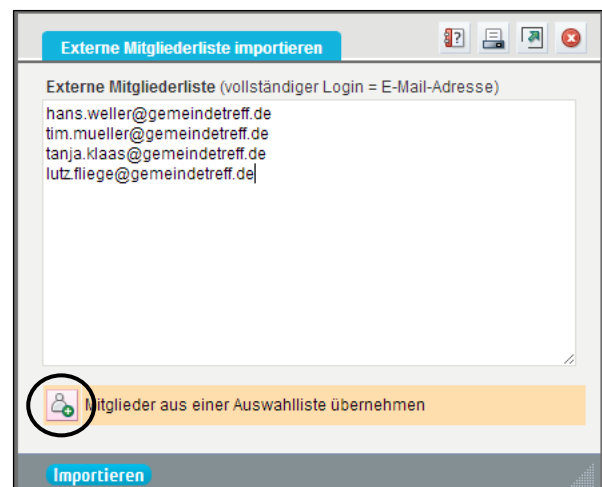 Externe Mitgliederliste importieren
Externe Mitgliederliste (vollständiger Login = E-Mail-Adresse)
hans.weller@gemeindetreff.de
tim.mueller@gemeindetreff.de
tanja.klaas@gemeindetreff.de
lutz.fliege@gemeindetreff.de
Mitglieder aus einer Auswahlliste übernehmen
Importieren